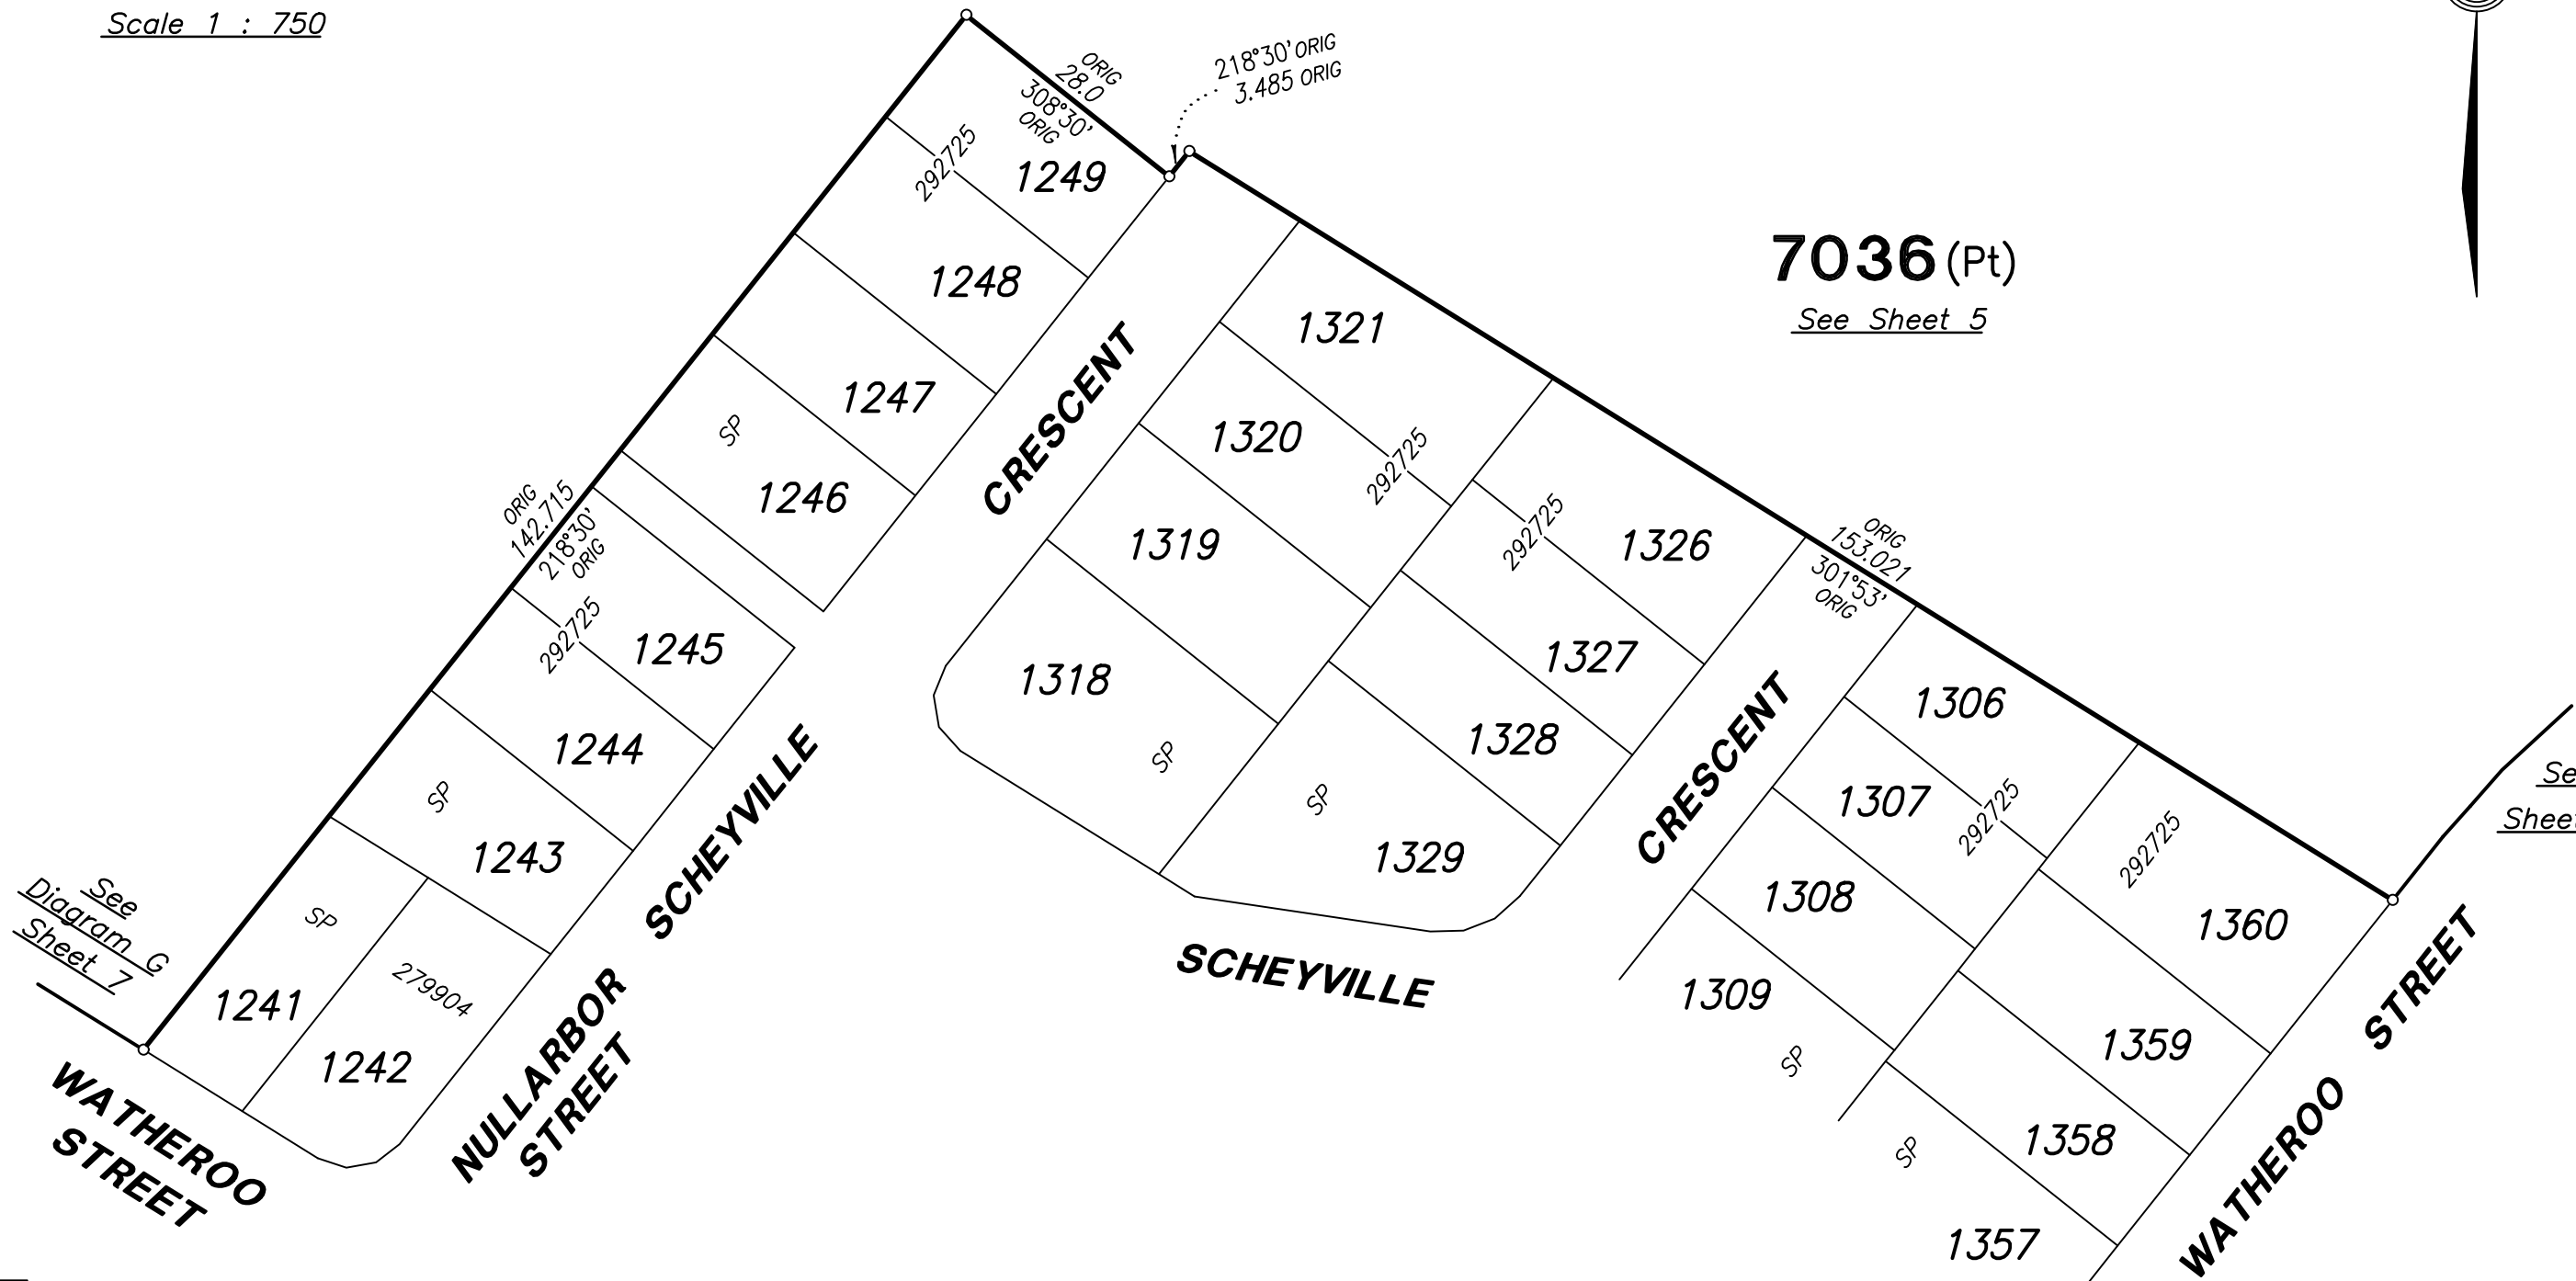 Scale 1 : 750
ORIG
28.0
308°30'
ORIG
218°30' ORIG
3.485 ORIG
292725
1249
1248
1247
SP
1246
ORIG
142.715
218°30'
ORIG
292725
1245
1244
SP
1243
See
Diagram G
Sheet 7
SP
1241
279904
1242
WATHEROO
STREET
NULLARBOR
STREET
SCHEYVILLE
CRESCENT
7036 (Pt)
See Sheet 5
1321
1320
292725
1319
1318
SP
292725
1326
1327
1328
SP
1329
SCHEYVILLE
CRESCENT
ORIG
153.021
301°53'
ORIG
1306
1307
292725
1308
1309
SP
292725
1360
1359
1358
SP
1357
WATHEROO STREET